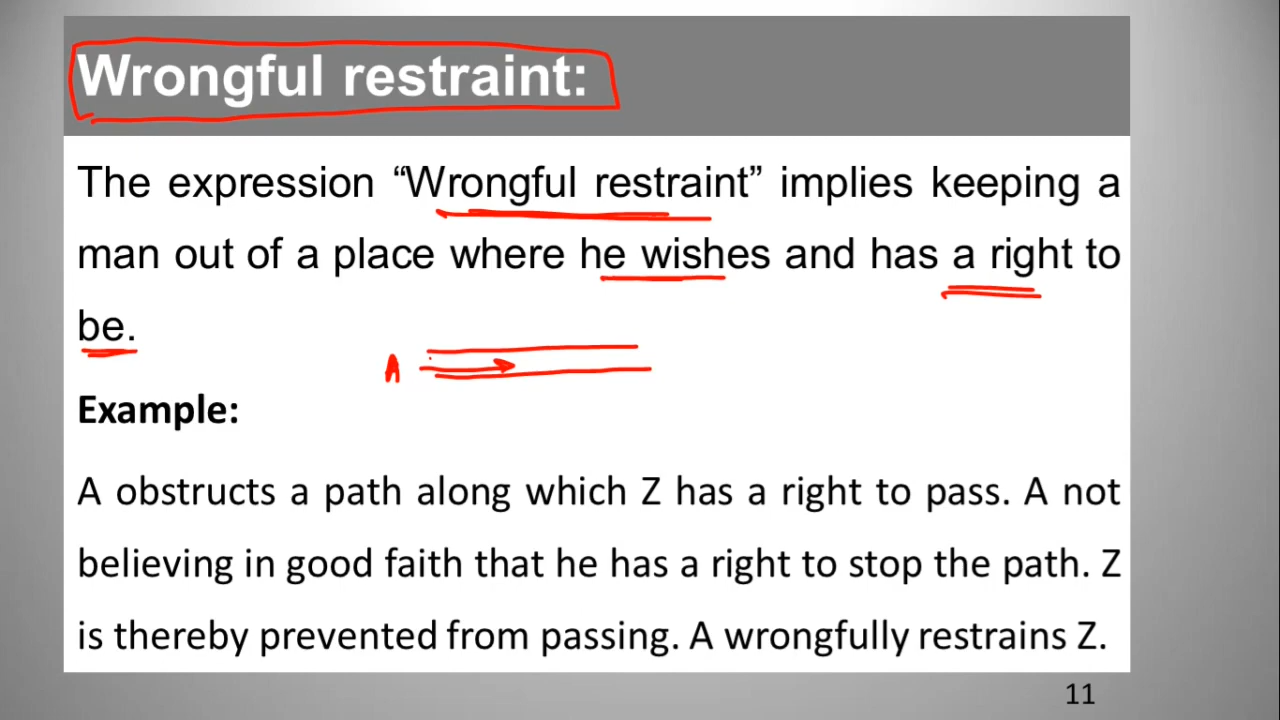 Wrongful restraint:
The expression “Wrongful restraint” implies keeping a
man out of a place where he wishes and has a right to
be.
A
Example:
A obstructs a path along which Z has a right to pass. A not
believing in good faith that he has a right to stop the path. Z
is thereby prevented from passing. A wrongfully restrains Z.
11